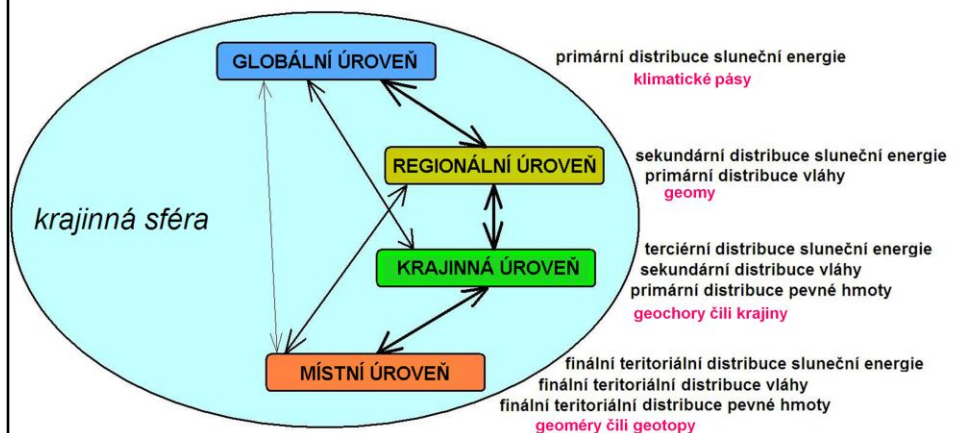 GLOBÁLNÍ ÚROVEŇ
primární distribuce sluneční energie
klimatické pásy
REGIONÁLNÍ ÚROVEŇ
sekundární distribuce sluneční energie
primární distribuce vláhy
geomy
krajinná sféra
KRAJINNÁ ÚROVEŇ
terciérní distribuce sluneční energie
sekundární distribuce vláhy
primární distribuce pevné hmoty
geochory čili krajiny
MÍSTNÍ ÚROVEŇ
finální teritoriální distribuce sluneční energie
finální teritoriální distribuce vláhy
finální teritoriální distribuce pevné hmoty
geoméry čili geotopy